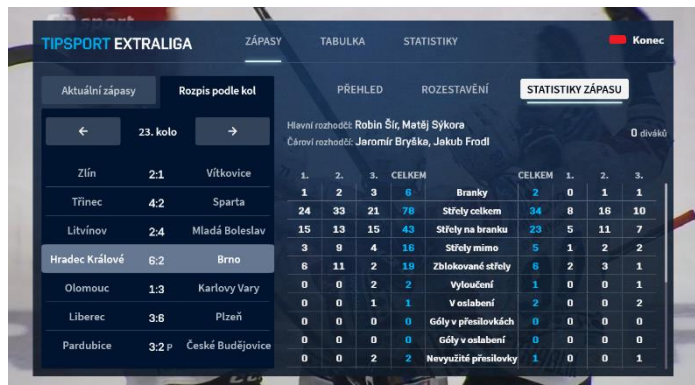 TIPSPORT EXTRALIGA ZÁPASY TABULKA STATISTIKY Konec
Aktuální zápasy Rozpis podle kol PŘEHLED ROZESTAVĚNÍ STATISTIKY ZÁPASU
← 23. kolo →
Hlavní rozhodčí: Robin Šír, Matěj Sýkora
Čároví rozhodčí: Jaromír Bryška, Jakub Frodl
0 diváků
Zlín 2:1 Vítkovice
Třinec 4:2 Sparta
Litvínov 2:4 Mladá Boleslav
Hradec Králové 6:2 Brno
Olomouc 1:3 Karlovy Vary
Liberec 3:6 Plzeň
Pardubice 3:2 P České Budějovice
1. 2. 3. CELKEM CELKEM 1. 2. 3.
1 2 3 6 Branky 2 0 1 1
24 33 21 78 Střely celkem 34 8 16 10
15 13 15 43 Střely na branku 23 5 11 7
3 9 4 16 Střely mimo 5 1 2 2
6 11 2 19 Zblokované střely 6 2 3 1
0 0 2 2 Vyloučení 1 0 0 1
0 0 1 1 V oslabení 2 0 0 2
0 0 0 0 Góly v přesilovkách 0 0 0 0
0 0 0 0 Góly v oslabení 0 0 0 0
0 0 2 2 Nevyužité přesilovky 1 0 0 1